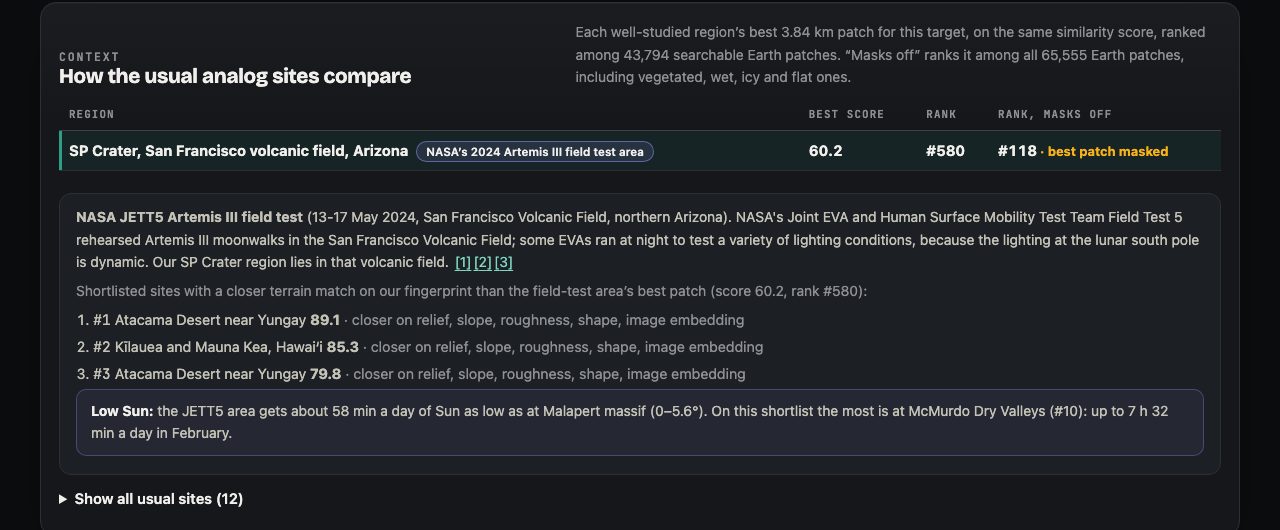 CONTEXT
How the usual analog sites compare
Each well-studied region’s best 3.84 km patch for this target, on the same similarity score, ranked
among 43,794 searchable Earth patches. “Masks off” ranks it among all 65,555 Earth patches,
including vegetated, wet, icy and flat ones.
REGION BEST SCORE RANK RANK, MASKS OFF
SP Crater, San Francisco volcanic field, Arizona NASA’s 2024 Artemis III field test area 60.2 #580 #118 · best patch masked
NASA JETT5 Artemis III field test (13-17 May 2024, San Francisco Volcanic Field, northern Arizona). NASA's Joint EVA and Human Surface Mobility Test Team Field Test 5
rehearsed Artemis III moonwalks in the San Francisco Volcanic Field; some EVAs ran at night to test a variety of lighting conditions, because the lighting at the lunar south pole
is dynamic. Our SP Crater region lies in that volcanic field. [1] [2] [3]
Shortlisted sites with a closer terrain match on our fingerprint than the field-test area’s best patch (score 60.2, rank #580):
1. #1 Atacama Desert near Yungay 89.1 · closer on relief, slope, roughness, shape, image embedding
2. #2 Kīlauea and Mauna Kea, Hawaiʻi 85.3 · closer on relief, slope, roughness, shape, image embedding
3. #3 Atacama Desert near Yungay 79.8 · closer on relief, slope, roughness, shape, image embedding
Low Sun: the JETT5 area gets about 58 min a day of Sun as low as at Malapert massif (0–5.6°). On this shortlist the most is at McMurdo Dry Valleys (#10): up to 7 h 32
min a day in February.
▶ Show all usual sites (12)